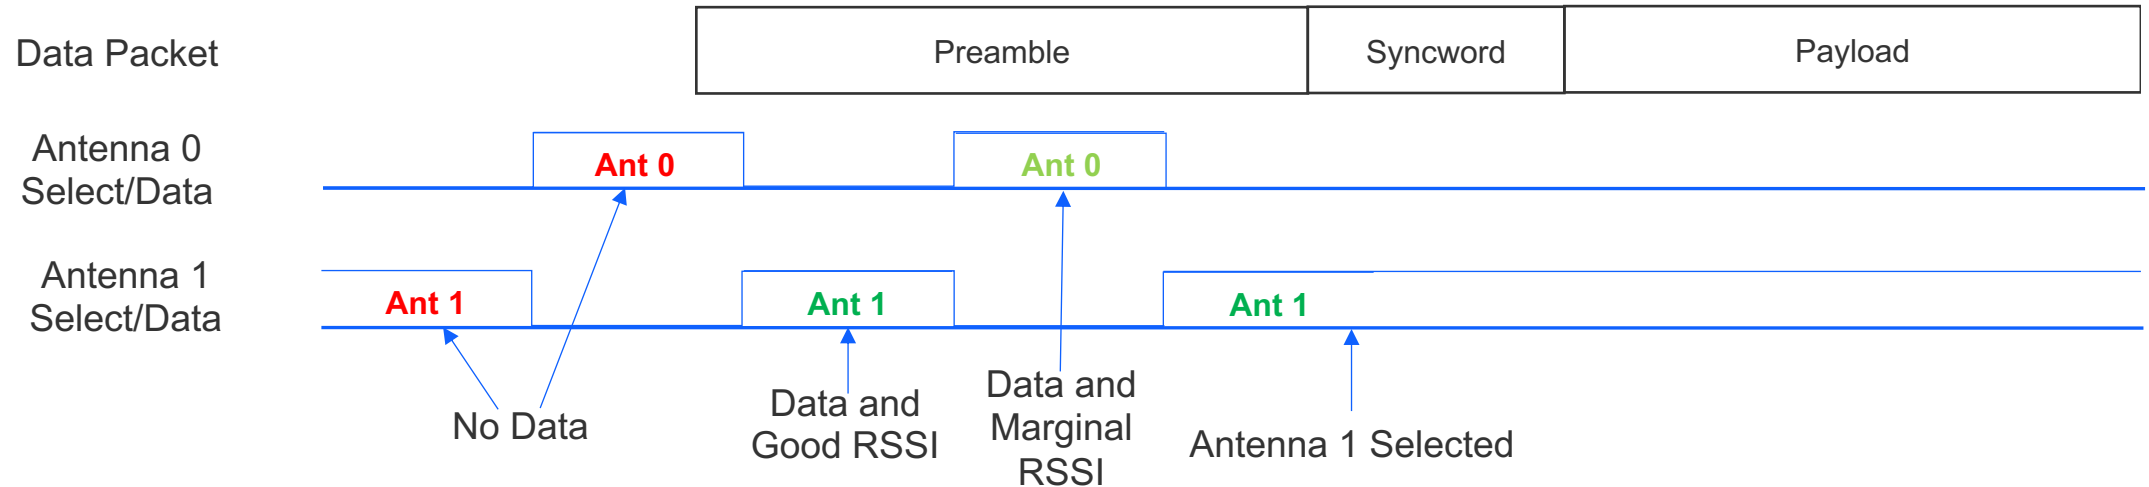 Data Packet
Preamble
Syncword
Payload
Antenna 0
Select/Data
Ant 0
Ant 0
Antenna 1
Select/Data
Ant 1
Ant 1
Ant 1
No Data
Data and
Good RSSI
Data and
Marginal
RSSI
Antenna 1 Selected